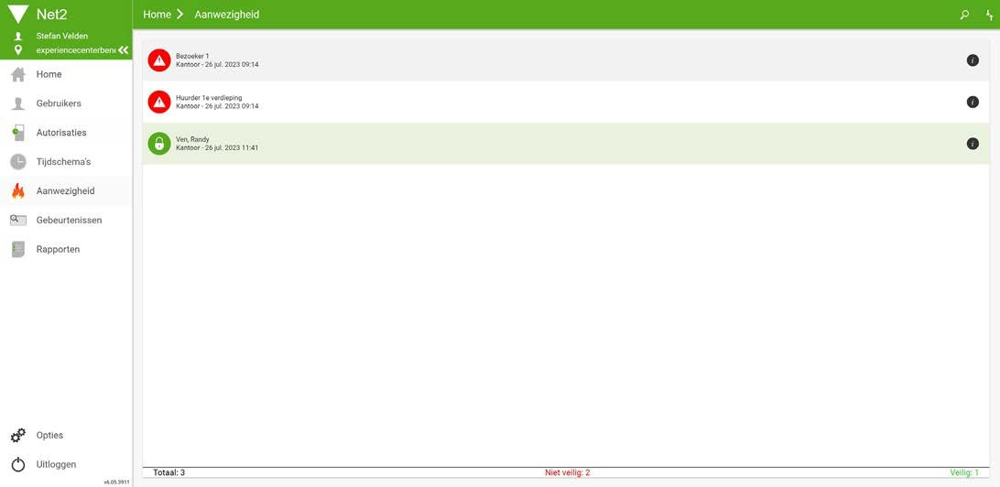 Net2
Stefan Velden
Home
Aanwezigheid
Home
Gebruikers
Autorisaties
Tijdschema's
Aanwezigheid
Gebeurtenissen
Rapporten
Opties
Uitloggen
v6.05.3911
Bezoeker 1
Kantoor - 26 jul. 2023 09:14
Huurder 1e verdieping
Kantoor - 26 jul. 2023 09:14
Ven, Randy
Kantoor - 26 jul. 2023 11:41
Totaal: 3
Niet veilig: 2
Veilig: 1